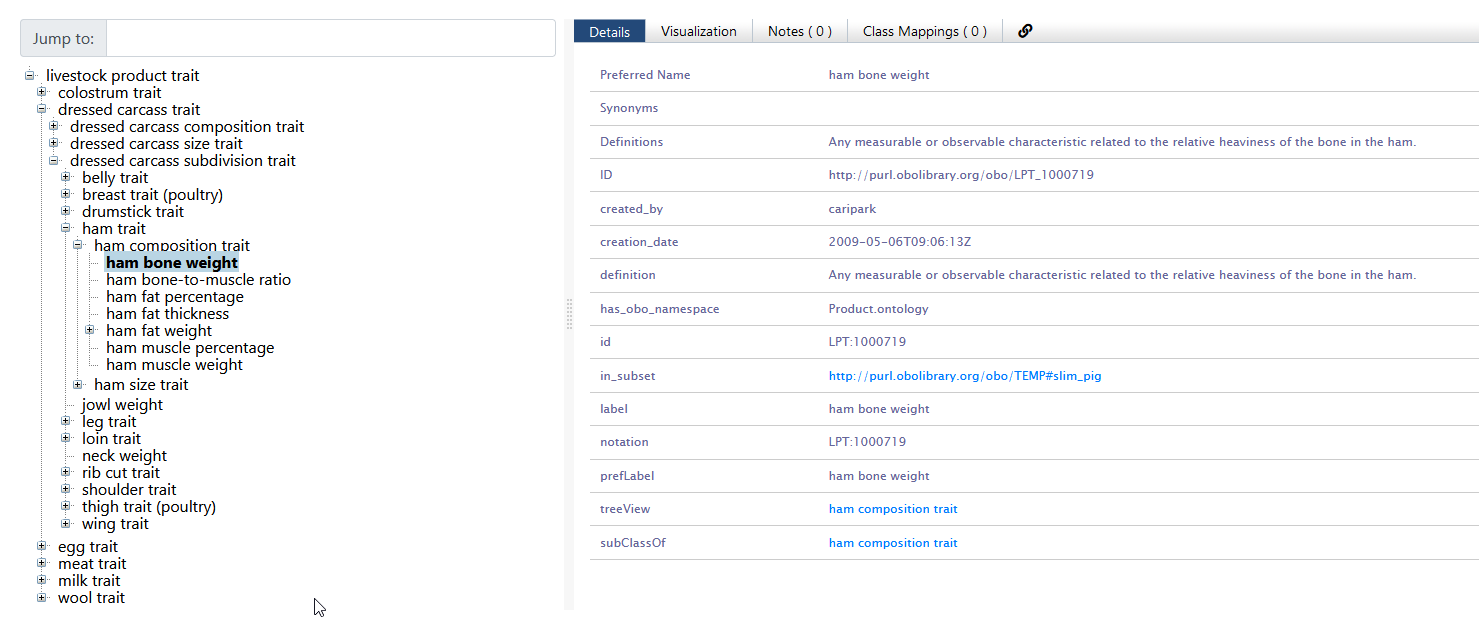 Jump to:
livestock product trait
colostrum trait
dressed carcass trait
dressed carcass composition trait
dressed carcass size trait
dressed carcass subdivision trait
belly trait
breast trait (poultry)
drumstick trait
ham trait
ham composition trait
ham bone weight
ham bone-to-muscle ratio
ham fat percentage
ham fat thickness
ham fat weight
ham muscle percentage
ham muscle weight
ham size trait
jowl weight
leg trait
loin trait
neck weight
rib cut trait
shoulder trait
thigh trait (poultry)
wing trait
egg trait
meat trait
milk trait
wool trait
Details Visualization Notes ( 0 ) Class Mappings ( 0 )
Preferred Name ham bone weight
Synonyms
Definitions Any measurable or observable characteristic related to the relative heaviness of the bone in the ham.
ID http://purl.obolibrary.org/obo/LPT_1000719
created_by caripark
creation_date 2009-05-06T09:06:13Z
definition Any measurable or observable characteristic related to the relative heaviness of the bone in the ham.
has_obo_namespace Product.ontology
id LPT:1000719
in_subset http://purl.obolibrary.org/obo/TEMP#slim_pig
label ham bone weight
notation LPT:1000719
prefLabel ham bone weight
treeView ham composition trait
subClassOf ham composition trait